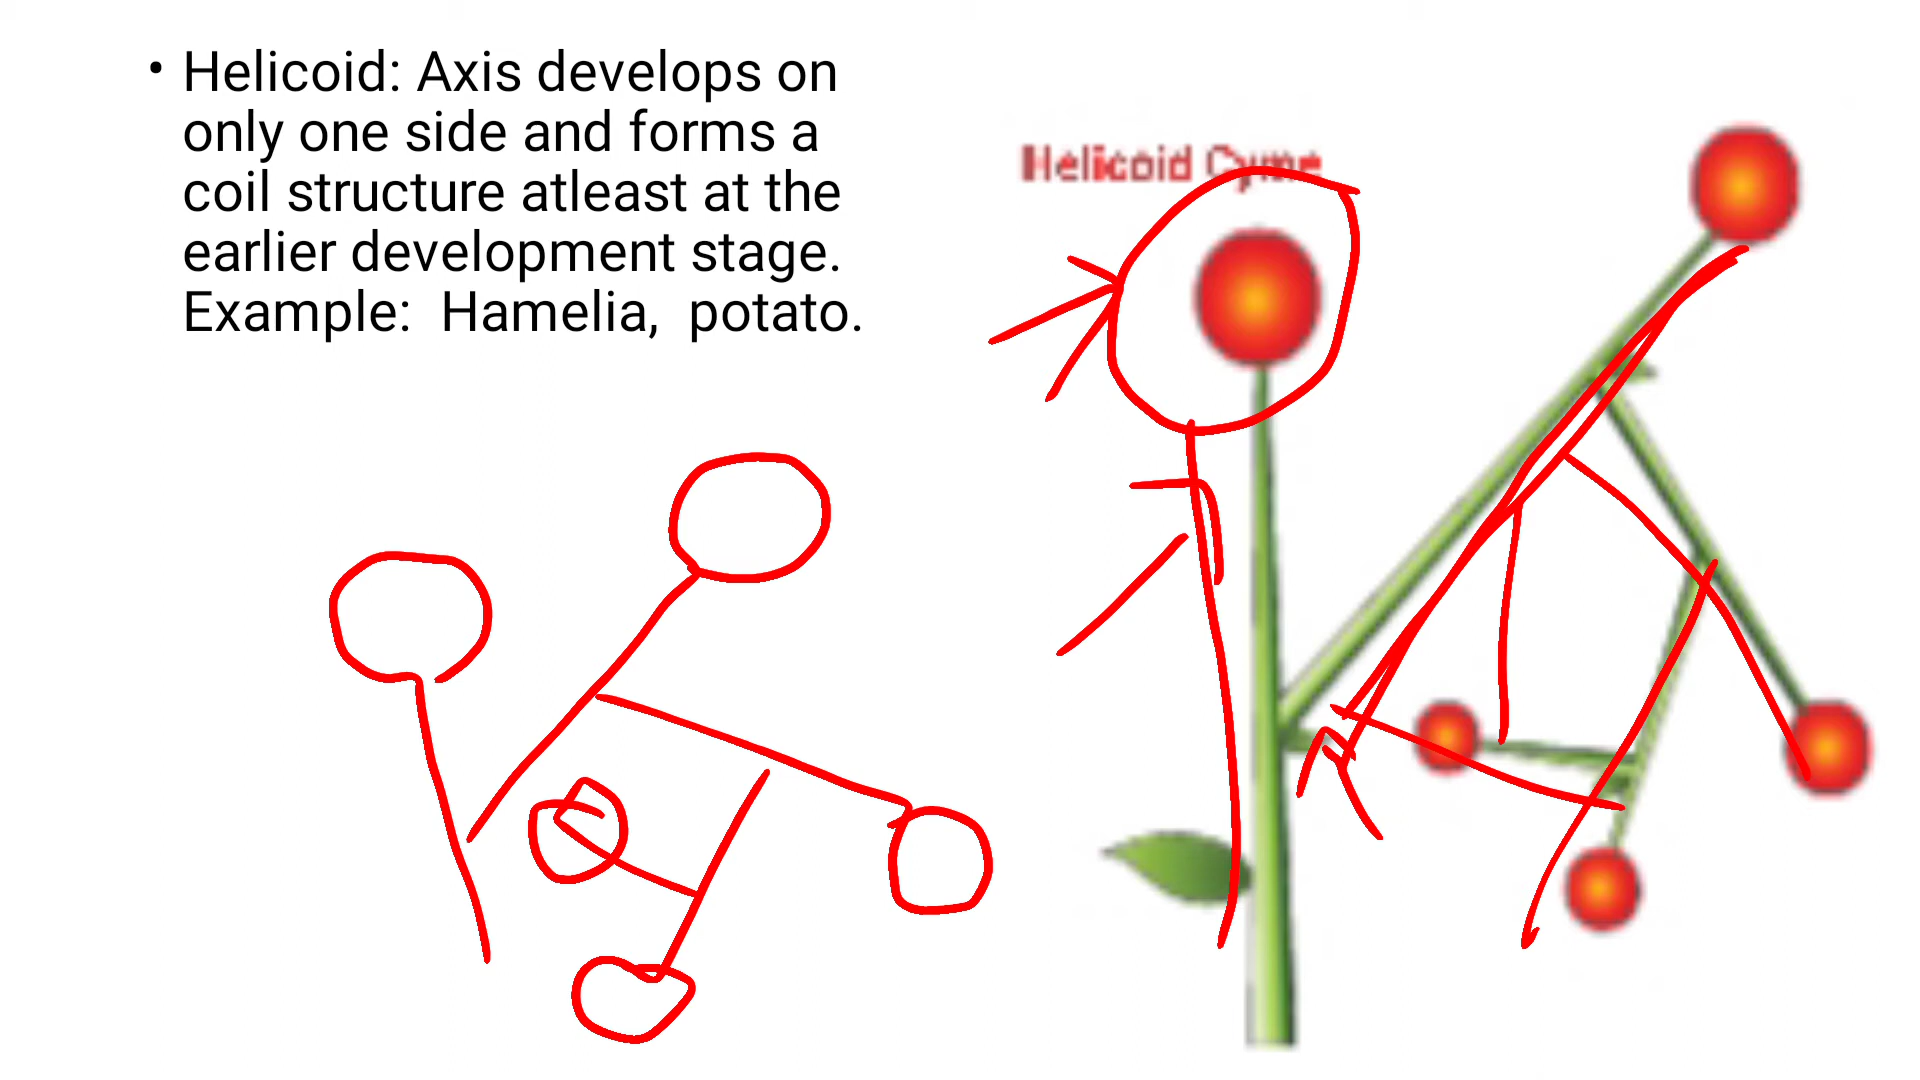 • Helicoid: Axis develops on
only one side and forms a
coil structure atleast at the
earlier development stage.
Example: Hamelia, potato.
Helicoid Cyme